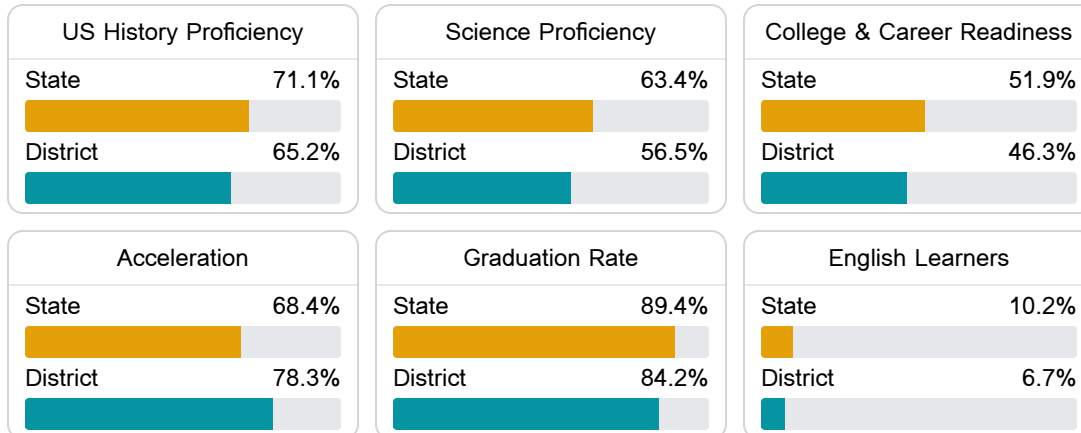 US History Proficiency
State 71.1%
District 65.2%
Science Proficiency
State 63.4%
District 56.5%
College & Career Readiness
State 51.9%
District 46.3%
Acceleration
State 68.4%
District 78.3%
Graduation Rate
State 89.4%
District 84.2%
English Learners
State 10.2%
District 6.7%